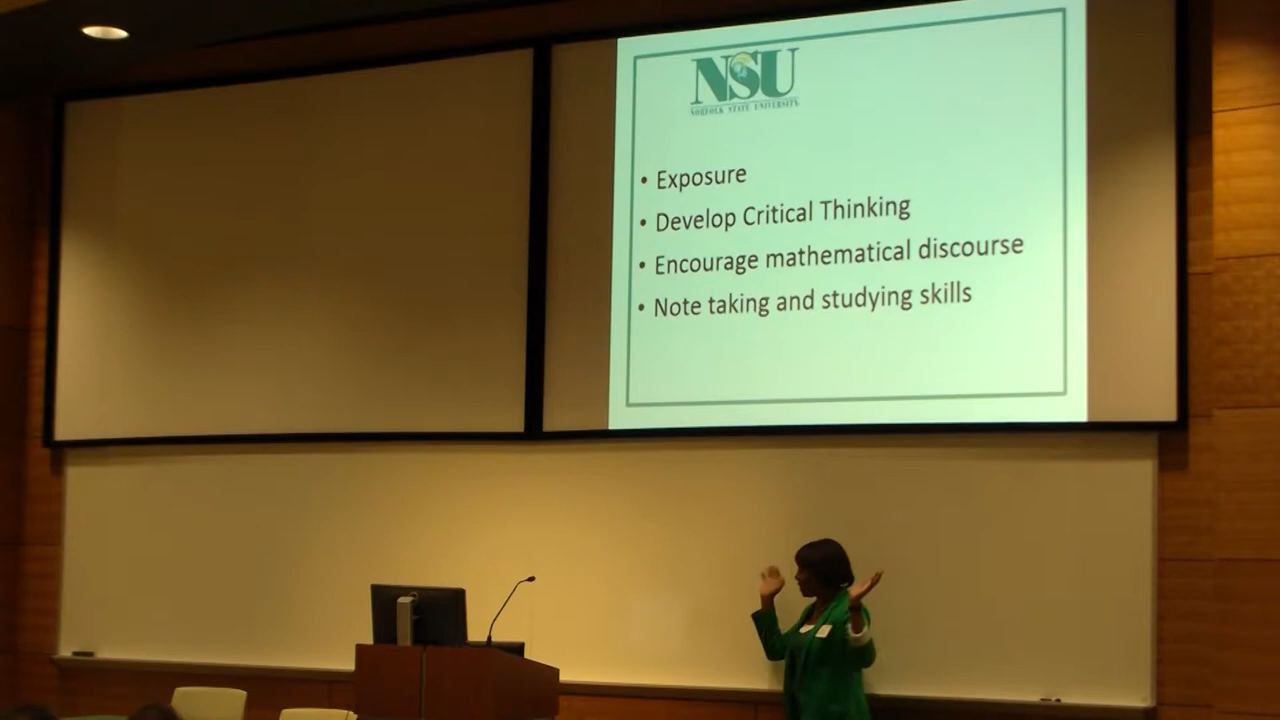 NSU
NORFOLK STATE UNIVERSITY
• Exposure
• Develop Critical Thinking
• Encourage mathematical discourse
• Note taking and studying skills